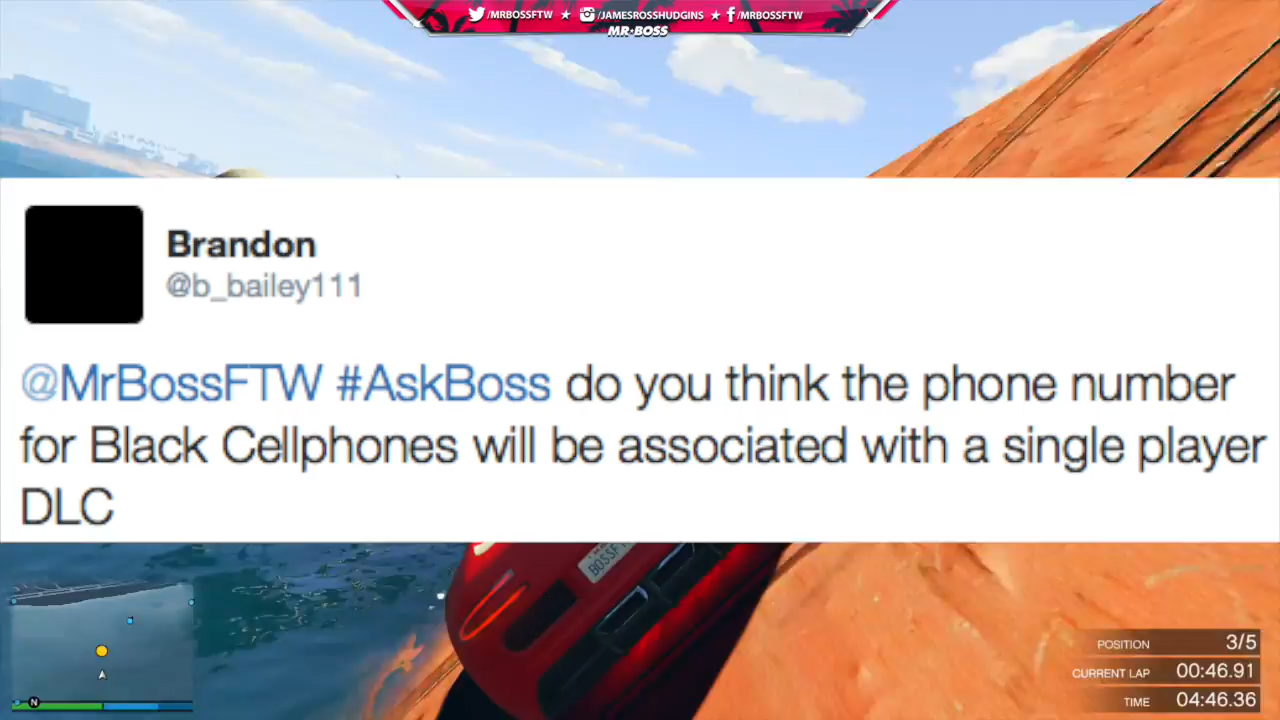 /MRBOSSFTW ★ /JAMESROSSHUDGINS ★ f/MRBOSSFTW
MR·BOSS
Brandon
@b_bailey111
@MrBossFTW #AskBoss do you think the phone number
for Black Cellphones will be associated with a single player
DLC
N
POSITION 3/5
CURRENT LAP 00:46.91
TIME 04:46.36